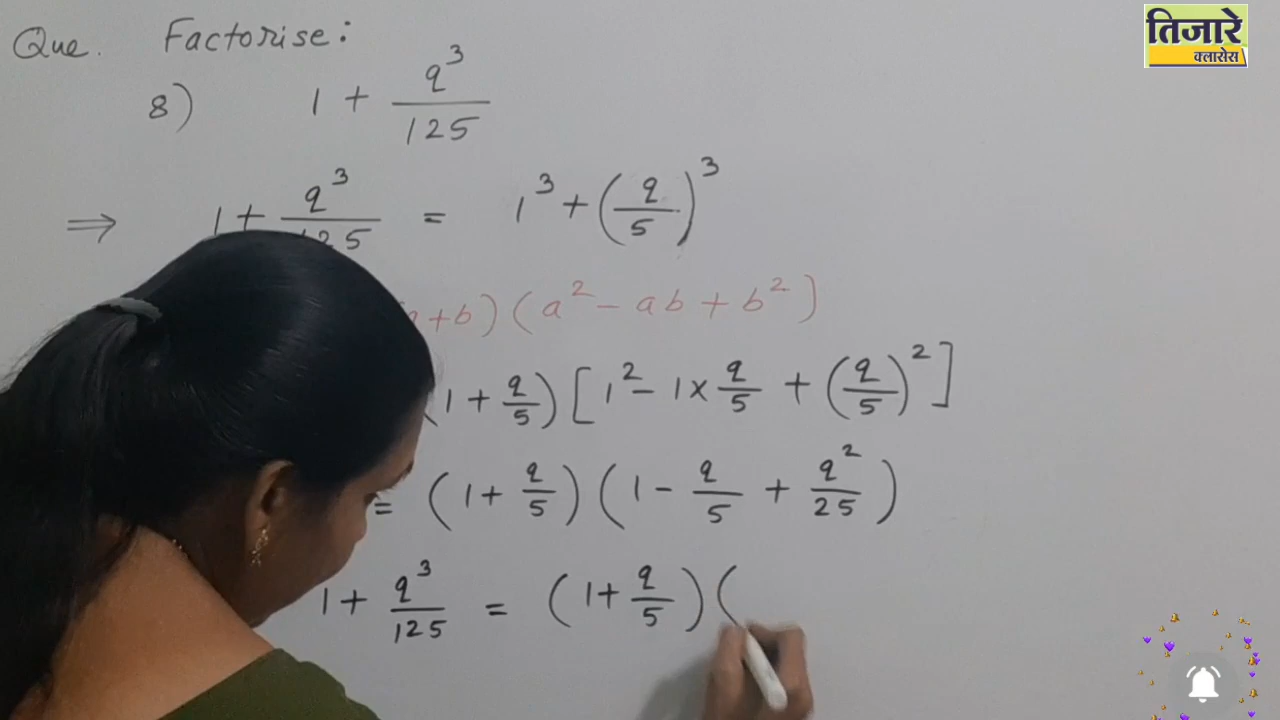 Que. Factorise:
8) 1 + q³/125
⇒ 1 + q³/125 = 1³ + (q/5)³
+b)(a² - ab + b²)
(1 + q/5)[1² - 1×q/5 + (q/5)²]
= (1 + q/5)(1 - q/5 + q²/25)
1 + q³/125 = (1 + q/5)(
तिजारे
क्लासेस